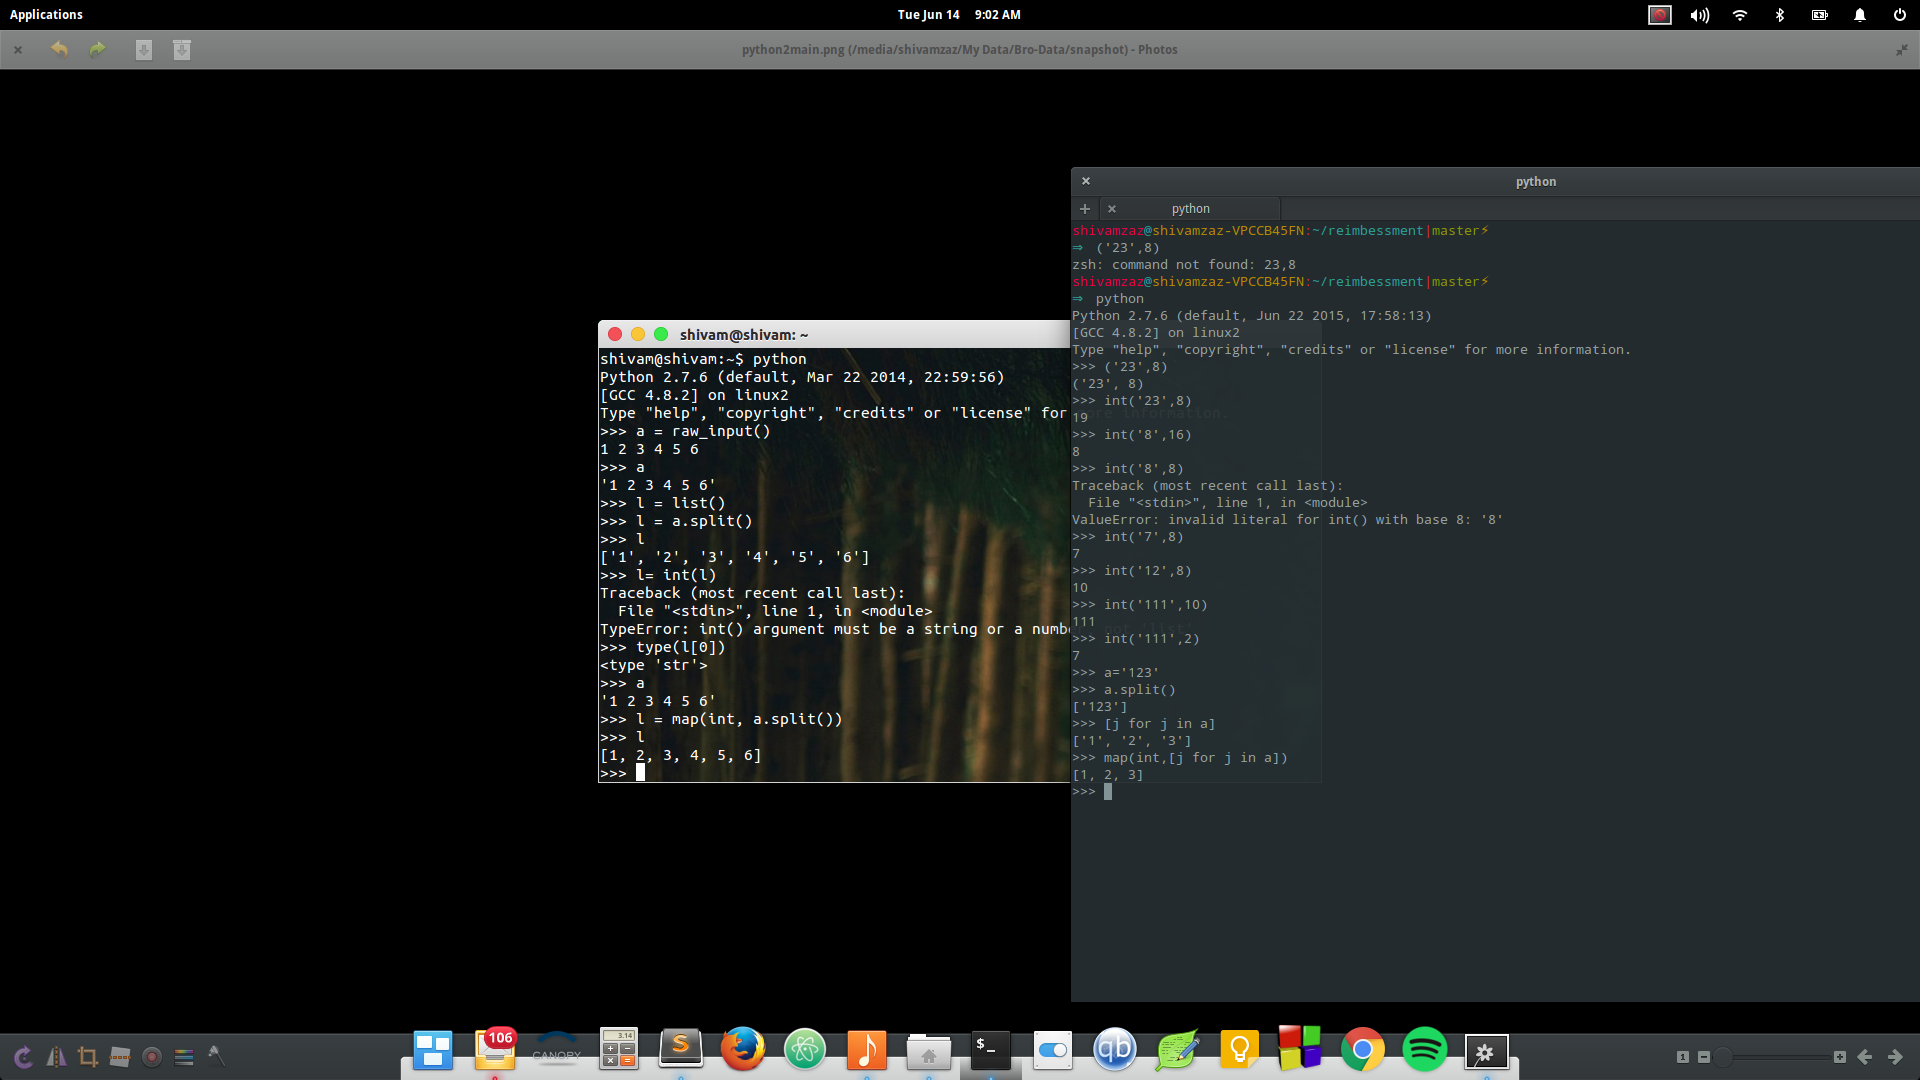 Applications
Tue Jun 14 9:02 AM
python2main.png (/media/shivamzaz/My Data/Bro-Data/snapshot) - Photos
shivam@shivam: ~
shivam@shivam:~$ python
Python 2.7.6 (default, Mar 22 2014, 22:59:56)
[GCC 4.8.2] on linux2
Type "help", "copyright", "credits" or "license" for more information.
>>> a = raw_input()
1 2 3 4 5 6
>>> a
'1 2 3 4 5 6'
>>> l = list()
>>> l = a.split()
>>> l
['1', '2', '3', '4', '5', '6']
>>> l= int(l)
Traceback (most recent call last):
  File "<stdin>", line 1, in <module>
TypeError: int() argument must be a string or a numb not 'list'
>>> type(l[0])
<type 'str'>
>>> a
'1 2 3 4 5 6'
>>> l = map(int, a.split())
>>> l
[1, 2, 3, 4, 5, 6]
>>>
python
python
shivamzaz@shivamzaz-VPCCB45FN:~/reimbessment|master⚡
⇒ ('23',8)
zsh: command not found: 23,8
shivamzaz@shivamzaz-VPCCB45FN:~/reimbessment|master⚡
⇒ python
Python 2.7.6 (default, Jun 22 2015, 17:58:13)
[GCC 4.8.2] on linux2
Type "help", "copyright", "credits" or "license" for more information.
>>> ('23',8)
('23', 8)
>>> int('23',8)
19
>>> int('8',16)
8
>>> int('8',8)
Traceback (most recent call last):
  File "<stdin>", line 1, in <module>
ValueError: invalid literal for int() with base 8: '8'
>>> int('7',8)
7
>>> int('12',8)
10
>>> int('111',10)
111
>>> int('111',2)
7
>>> a='123'
>>> a.split()
['123']
>>> [j for j in a]
['1', '2', '3']
>>> map(int,[j for j in a])
[1, 2, 3]
>>>
106
CANOPY
3.14
S
$_
qb
1